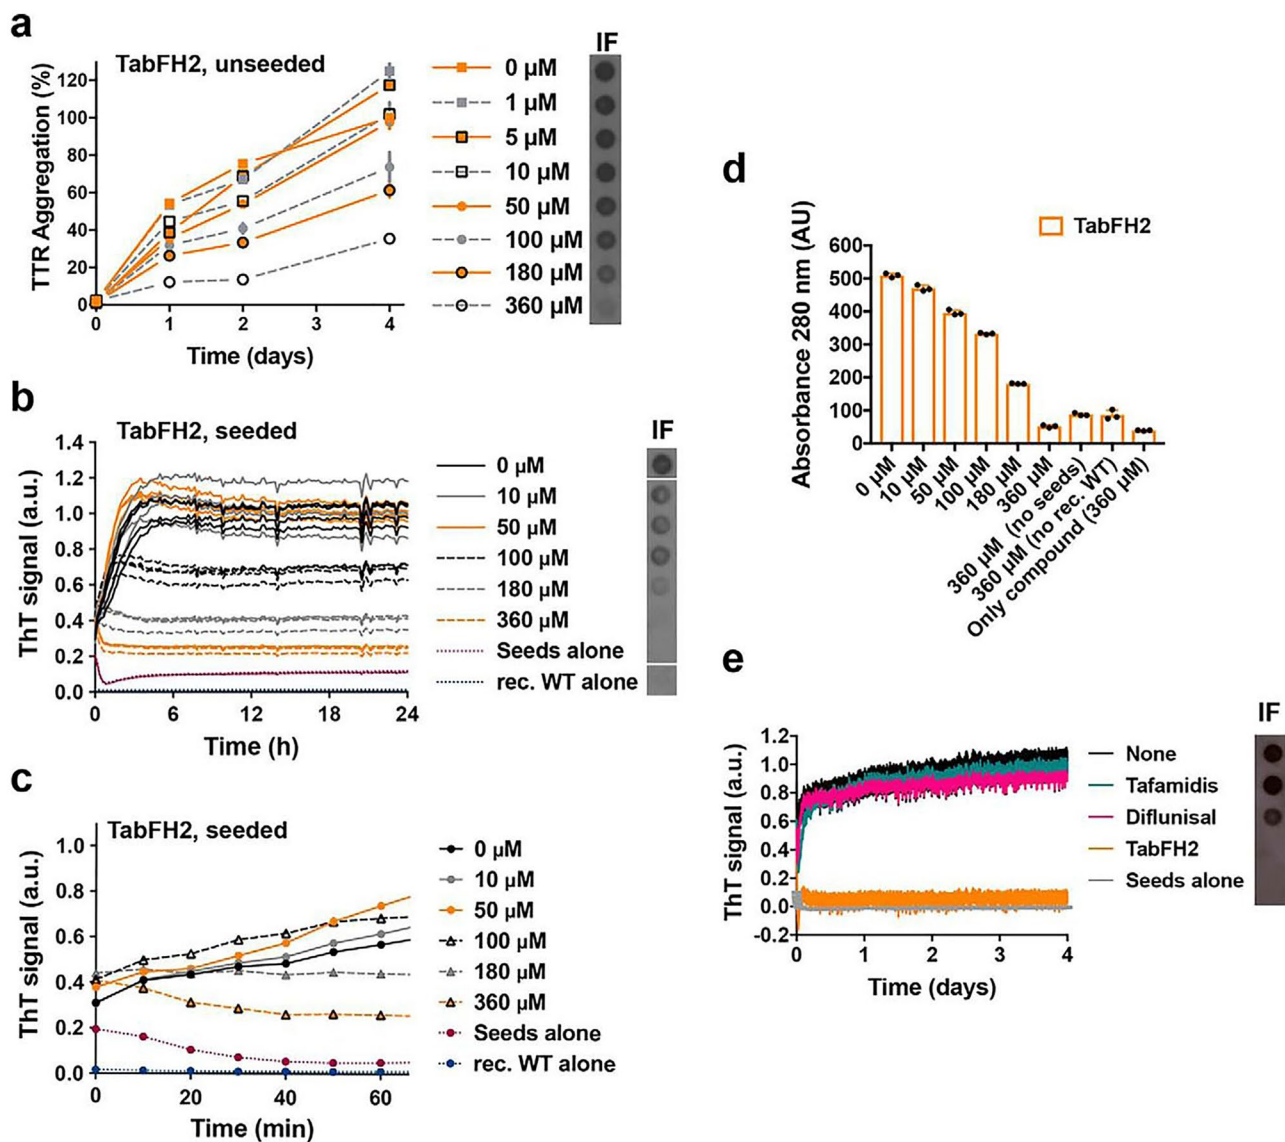 a
TabFH2, unseeded
IF
TTR Aggregation (%)
120
100
80
60
40
20
0
0 1 2 3 4
Time (days)
0 µM
1 µM
5 µM
10 µM
50 µM
100 µM
180 µM
360 µM
b
TabFH2, seeded
IF
ThT signal (a.u.)
1.4
1.2
1.0
0.8
0.6
0.4
0.2
0.0
0 6 12 18 24
Time (h)
0 µM
10 µM
50 µM
100 µM
180 µM
360 µM
Seeds alone
rec. WT alone
c
TabFH2, seeded
ThT signal (a.u.)
1.0
0.8
0.6
0.4
0.2
0.0
0 20 40 60
Time (min)
0 µM
10 µM
50 µM
100 µM
180 µM
360 µM
Seeds alone
rec. WT alone
d
TabFH2
Absorbance 280 nm (AU)
600
500
400
300
200
100
0
0 µM
10 µM
50 µM
100 µM
180 µM
360 µM
360 µM (no seeds)
360 µM (no rec. WT)
Only compound (360 µM)
e
IF
ThT signal (a.u.)
1.2
1.0
0.8
0.6
0.4
0.2
0.0
-0.2
0 1 2 3 4
Time (days)
None
Tafamidis
Diflunisal
TabFH2
Seeds alone